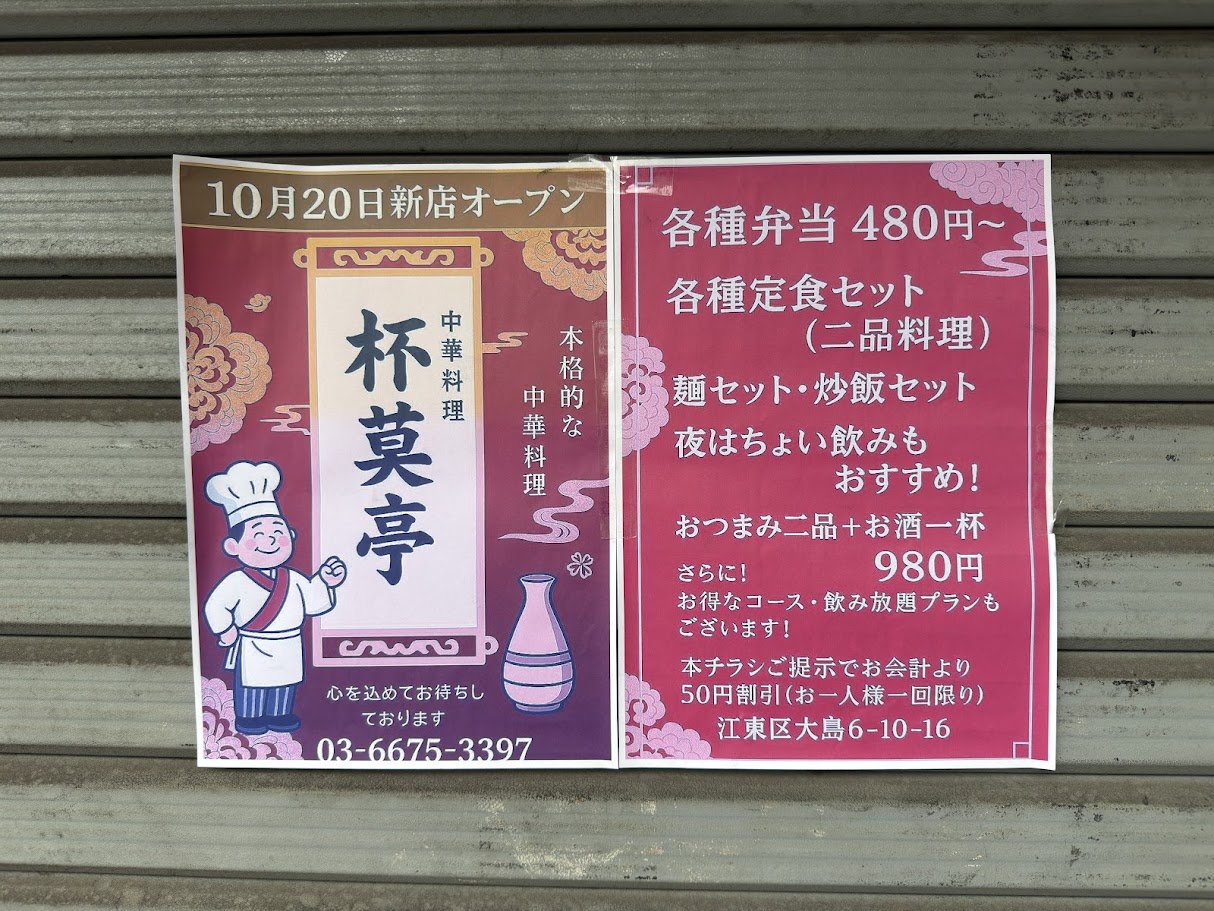 10月20日新店オープン
中華料理
杯莫亭
本格的な
中華料理
心を込めてお待ちし
ております
03-6675-3397
各種弁当 480円～
各種定食セット
（二品料理）
麺セット・炒飯セット
夜はちょい飲みも
おすすめ！
おつまみ二品＋お酒一杯
980円
さらに！
お得なコース・飲み放題プランも
ございます！
本チラシご提示でお会計より
50円割引（お一人様一回限り）
江東区大島6-10-16